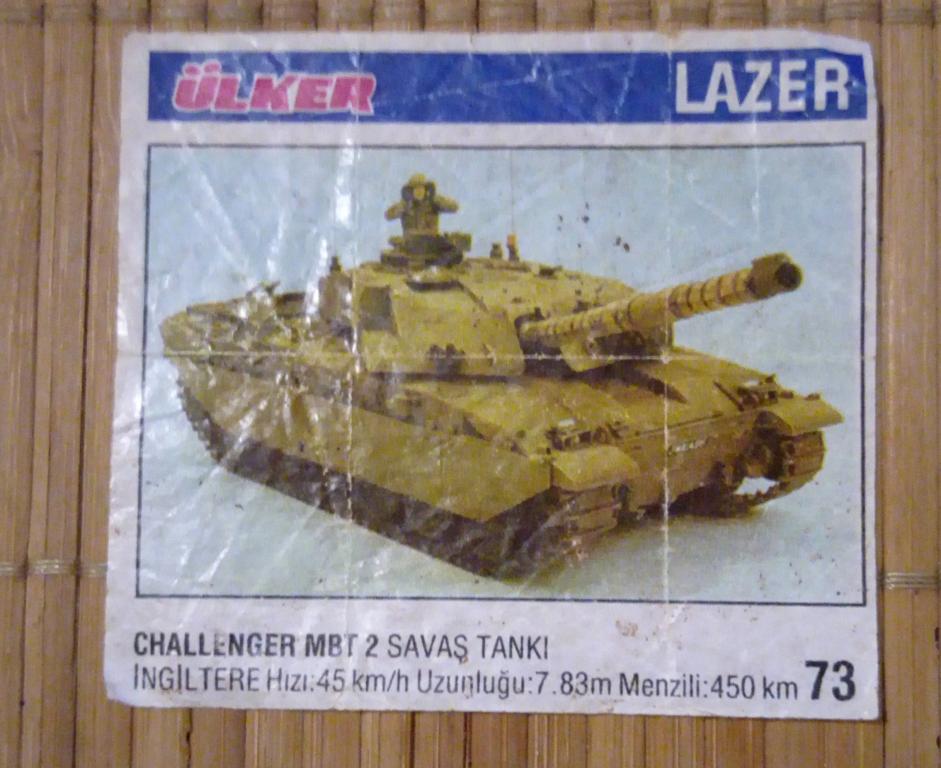 ÜLKER LAZER
CHALLENGER MBT 2 SAVAŞ TANKI
İNGİLTERE Hızı:45 km/h Uzunluğu:7.83m Menzili:450 km 73